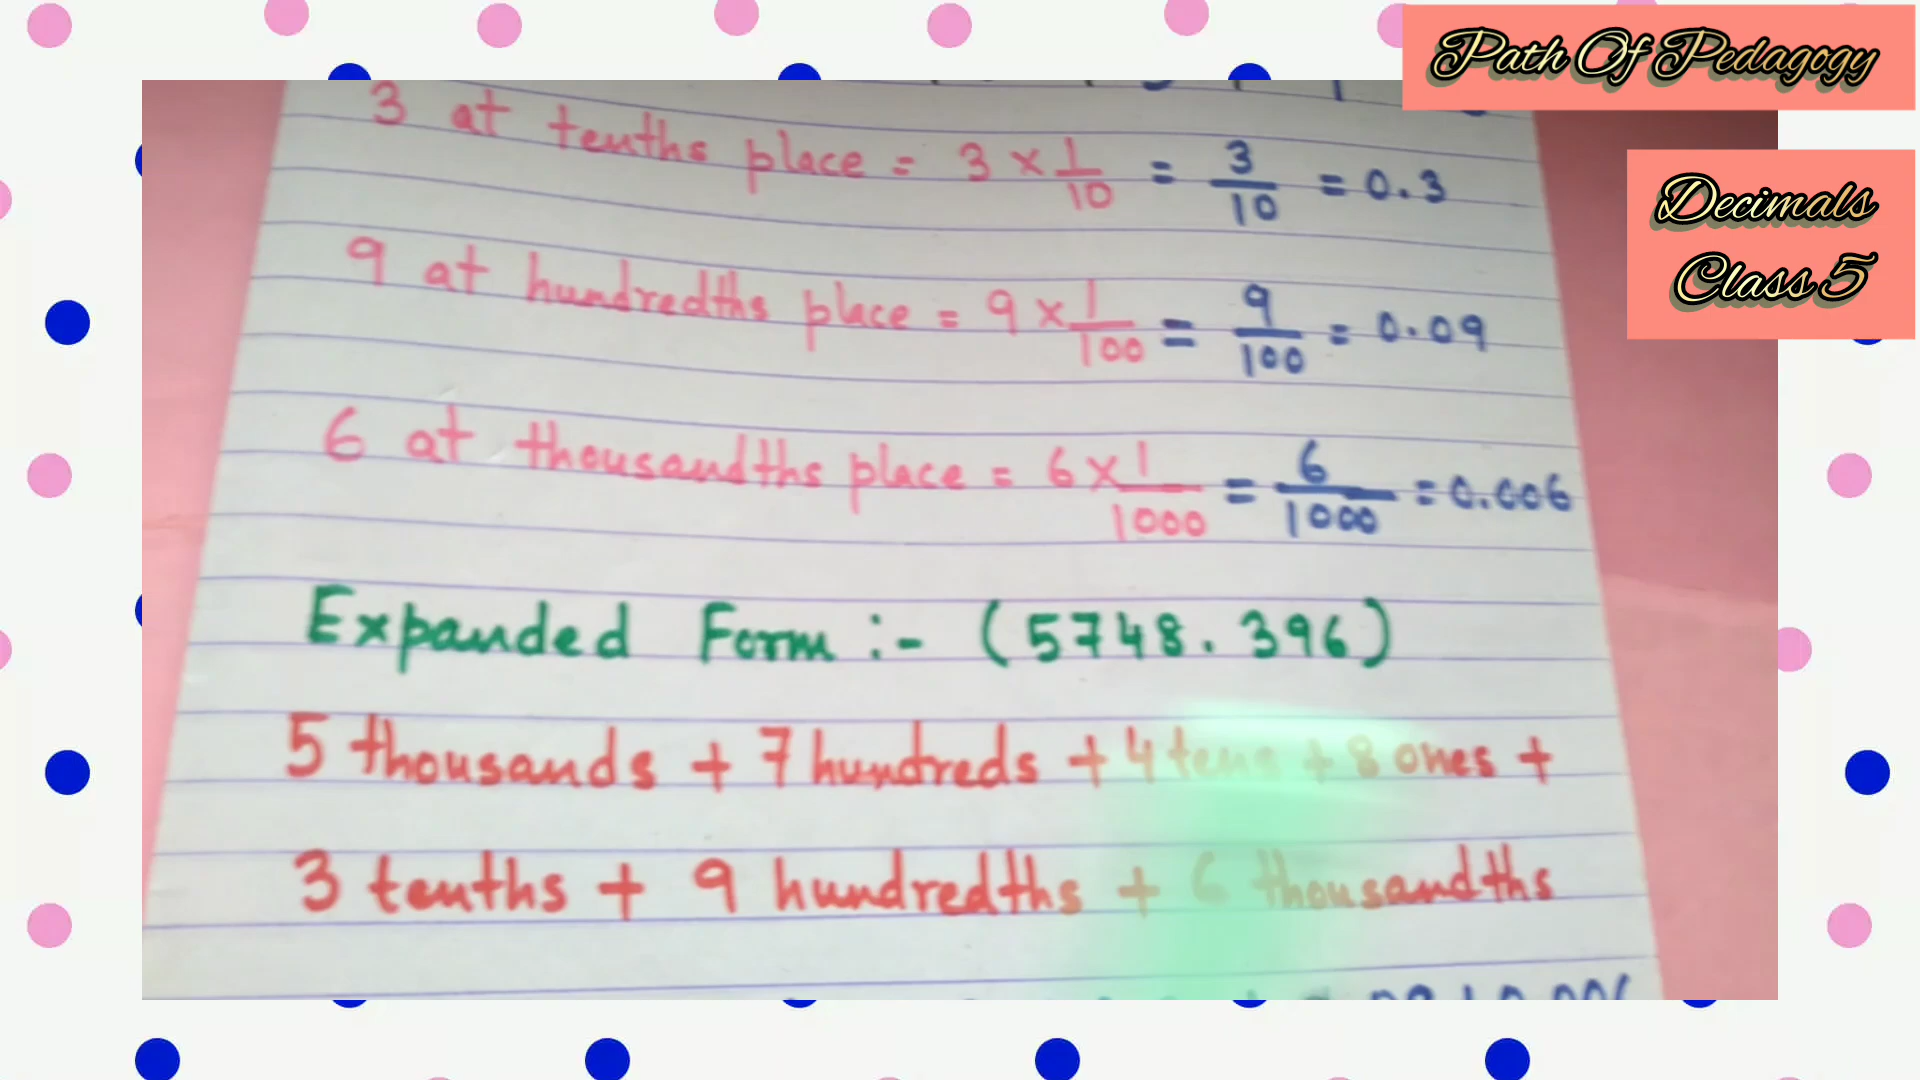 Path Of Pedagogy
Decimals
Class 5
3 at tenths place = 3 × 1/10 = 3/10 = 0.3
9 at hundredths place = 9 × 1/100 = 9/100 = 0.09
6 at thousandths place = 6 × 1/1000 = 6/1000 = 0.006
Expanded Form :- (5748.396)
5 thousands + 7 hundreds + 4 tens + 8 ones +
3 tenths + 9 hundredths + 6 thousandths